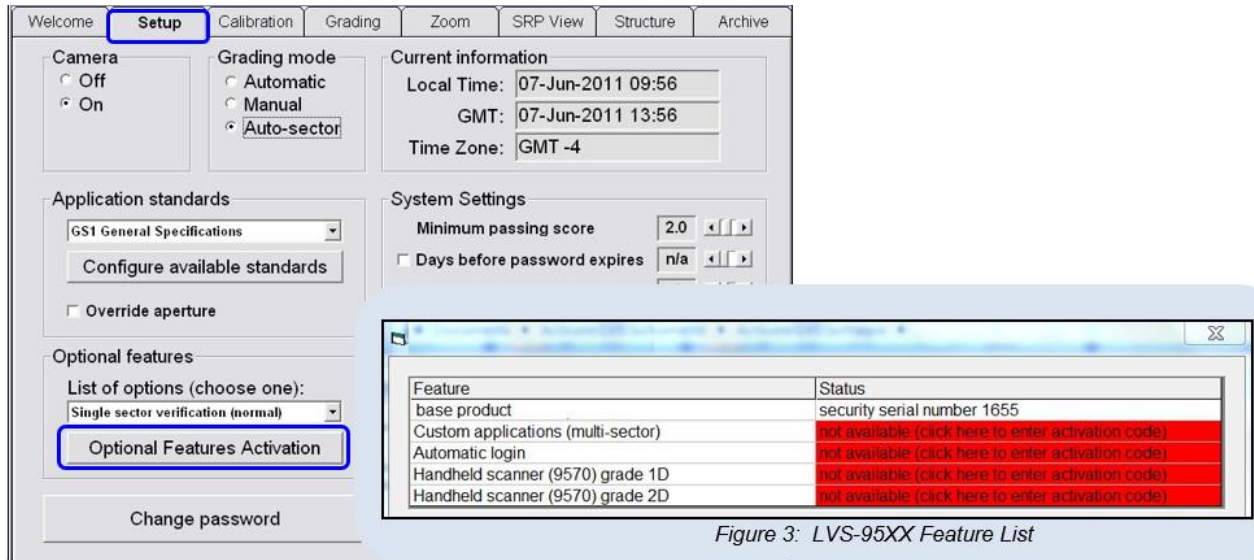 Welcome Setup Calibration Grading Zoom SRP View Structure Archive
Camera
Off
On
Grading mode
Automatic
Manual
Auto-sector
Current information
Local Time: 07-Jun-2011 09:56
GMT: 07-Jun-2011 13:56
Time Zone: GMT -4
Application standards
GS1 General Specifications
Configure available standards
Override aperture
System Settings
Minimum passing score 2.0
Days before password expires n/a
Optional features
List of options (choose one):
Single sector verification (normal)
Optional Features Activation
Change password
Feature Status
base product security serial number 1655
Custom applications (multi-sector) not available (click here to enter activation code)
Automatic login not available (click here to enter activation code)
Handheld scanner (9570) grade 1D not available (click here to enter activation code)
Handheld scanner (9570) grade 2D not available (click here to enter activation code)
Figure 3: LVS-95XX Feature List